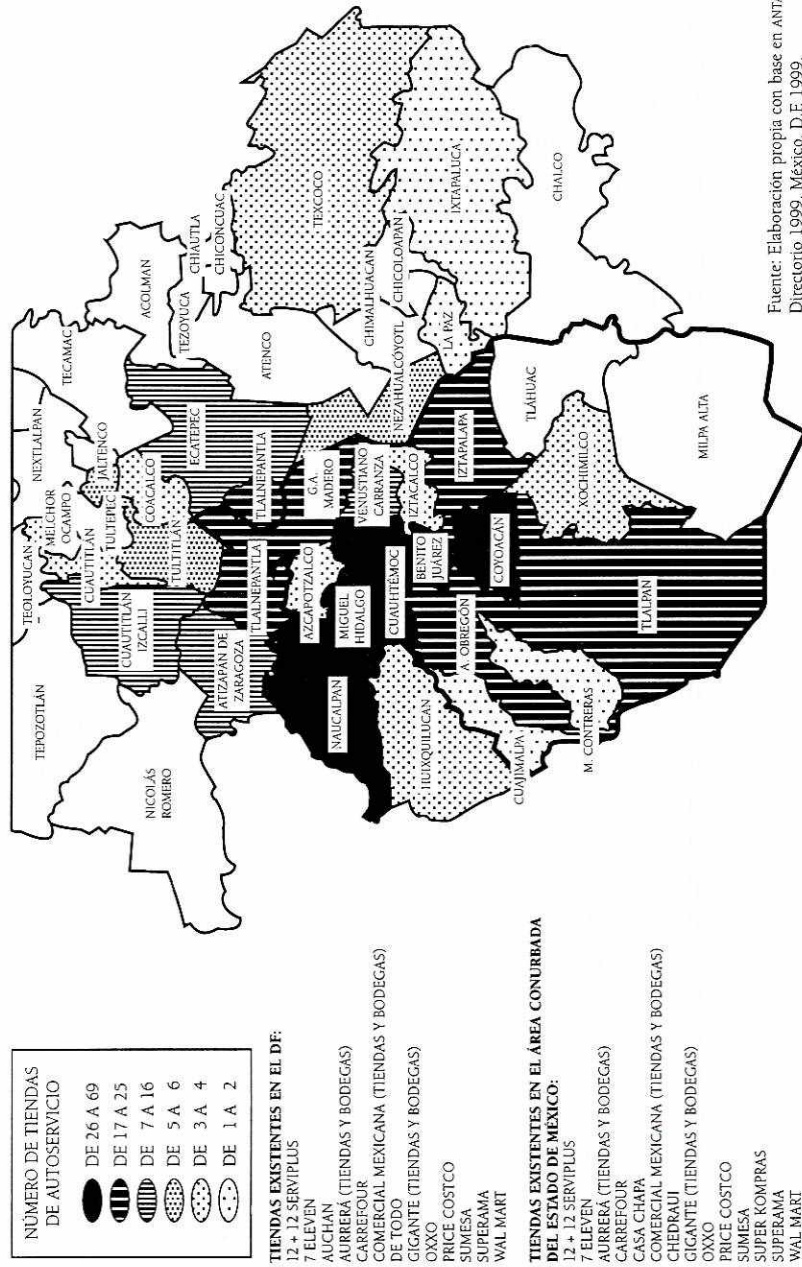 NÚMERO DE TIENDAS
DE AUTOSERVICIO
DE 26 A 69
DE 17 A 25
DE 7 A 16
DE 5 A 6
DE 3 A 4
DE 1 A 2
TIENDAS EXISTENTES EN EL DF:
12 + 12 SERVIPLUS
7 ELEVEN
AUCHAN
AURRERÁ (TIENDAS Y BODEGAS)
CARREFOUR
COMERCIAL MEXICANA (TIENDAS Y BODEGAS)
DE TODO
GIGANTE (TIENDAS Y BODEGAS)
OXXO
PRICE COSTCO
SUMESA
SUPERAMA
WAL MART
TIENDAS EXISTENTES EN EL ÁREA CONURBADA
DEL ESTADO DE MÉXICO:
12 + 12 SERVIPLUS
7 ELEVEN
AURRERÁ (TIENDAS Y BODEGAS)
CARREFOUR
CASA CHAPA
COMERCIAL MEXICANA (TIENDAS Y BODEGAS)
CHEDRAUI
GIGANTE (TIENDAS Y BODEGAS)
OXXO
PRICE COSTCO
SUMESA
SUPER KOMPRAS
SUPERAMA
WAL MART
TEPOZOTLÁN
TEOLOYUCAN
MELCHOR
OCAMPO
NEXTLALPAN
TECAMAC
JALTENCO
CUAUTITLÁN
TULTEPEC
COACALCO
ACOLMAN
NICOLÁS
ROMERO
CUAUTITLÁN
IZCALLI
TULTITLÁN
ECATEPEC
TEZOYUCA
CHIAUTLA
CHICONCUAC
ATIZAPAN DE
ZARAGOZA
TLALNEPANTLA
TLALNEPANTLA
ATENCO
TEXCOCO
AZCAPOTZALCO
G.A.
MADERO
NAUCALPAN
MIGUEL
HIDALGO
VENUSTIANO
CARRANZA
CHIMALHUACAN
CUAUHTÉMOC
IZTACALCO
NEZAHUALCÓYOTL
CHICOLOAPAN
HUIXQUILUCAN
BENITO
JUÁREZ
LA PAZ
IXTAPALUCA
A. OBREGÓN
IZTAPALAPA
CUAJIMALPA
COYOACÁN
TLÁHUAC
CHALCO
M. CONTRERAS
XOCHIMILCO
TLALPAN
MILPA ALTA
Fuente: Elaboración propia con base en
Directorio 1999, México, D.F. 1999.